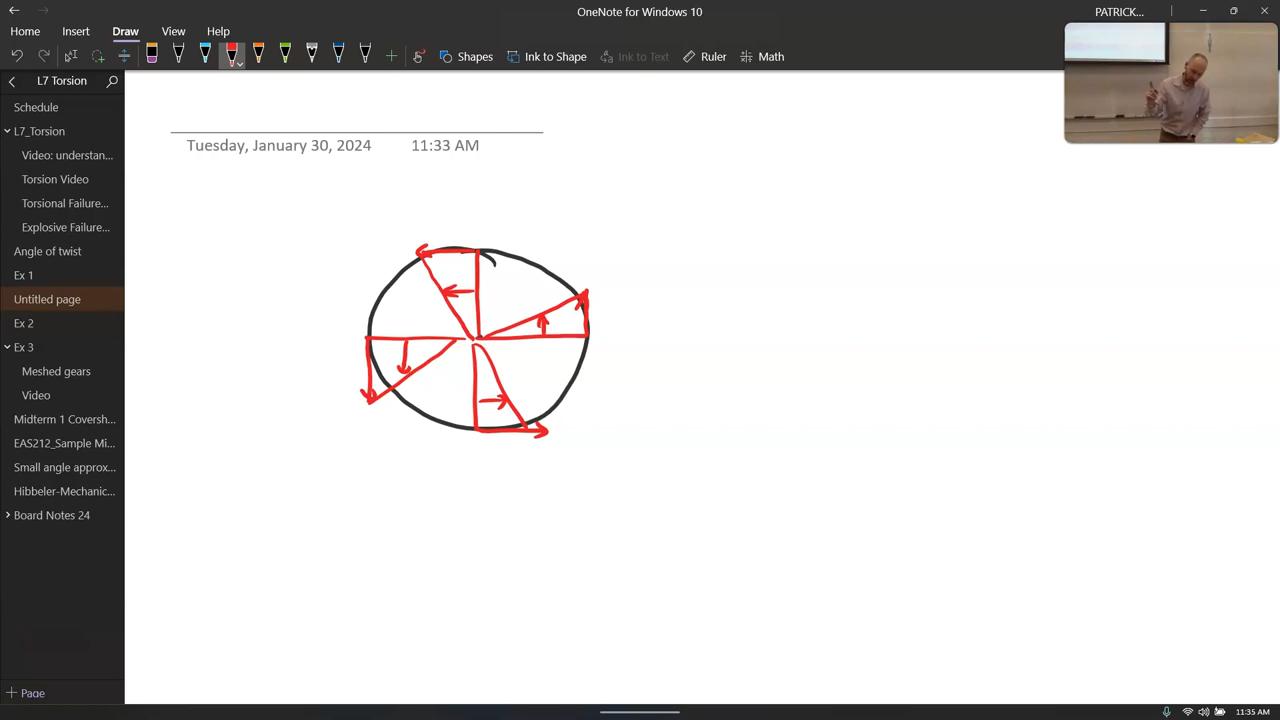 OneNote for Windows 10
PATRICK...
Home Insert Draw View Help
Shapes Ink to Shape Ink to Text Ruler Math
L7 Torsion
Schedule
L7_Torsion
Video: understan...
Torsion Video
Torsional Failure...
Explosive Failure...
Angle of twist
Ex 1
Untitled page
Ex 2
Ex 3
Meshed gears
Video
Midterm 1 Coversh...
EAS212_Sample Mi...
Small angle approx...
Hibbeler-Mechanic...
Board Notes 24
Page
Tuesday, January 30, 2024 11:33 AM
11:35 AM